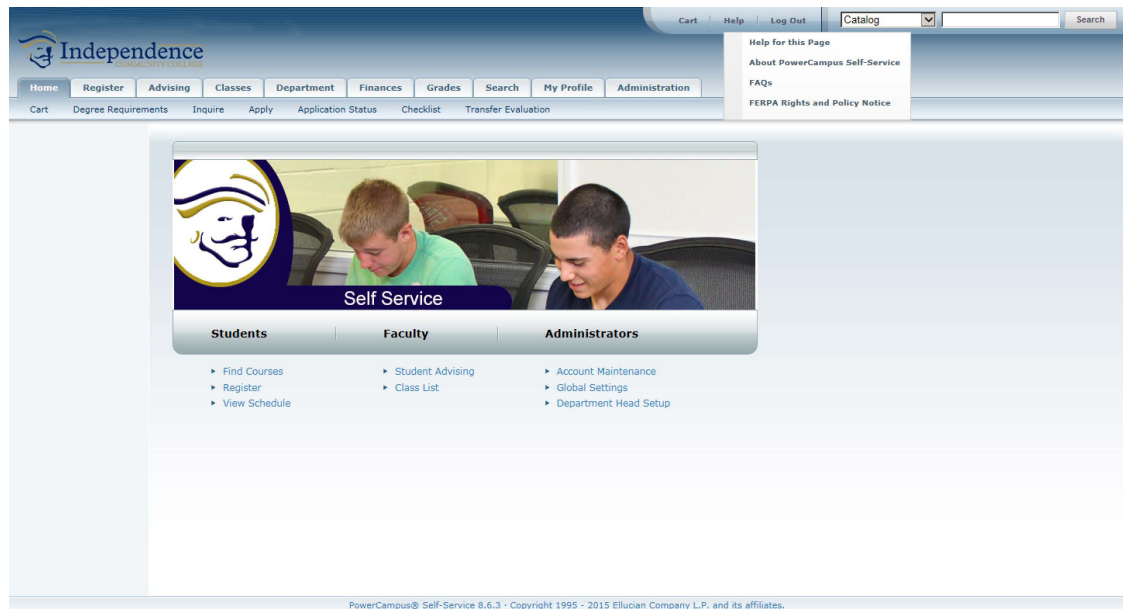 Cart Help Log Out Catalog Search
Help for this Page
About PowerCampus Self-Service
FAQs
FERPA Rights and Policy Notice
Independence
COMMUNITY COLLEGE
Home Register Advising Classes Department Finances Grades Search My Profile Administration
Cart Degree Requirements Inquire Apply Application Status Checklist Transfer Evaluation
Self Service
Students Faculty Administrators
Find Courses Student Advising Account Maintenance
Register Class List Global Settings
View Schedule Department Head Setup
PowerCampus® Self-Service 8.6.3 · Copyright 1995 - 2015 Ellucian Company L.P. and its affiliates.